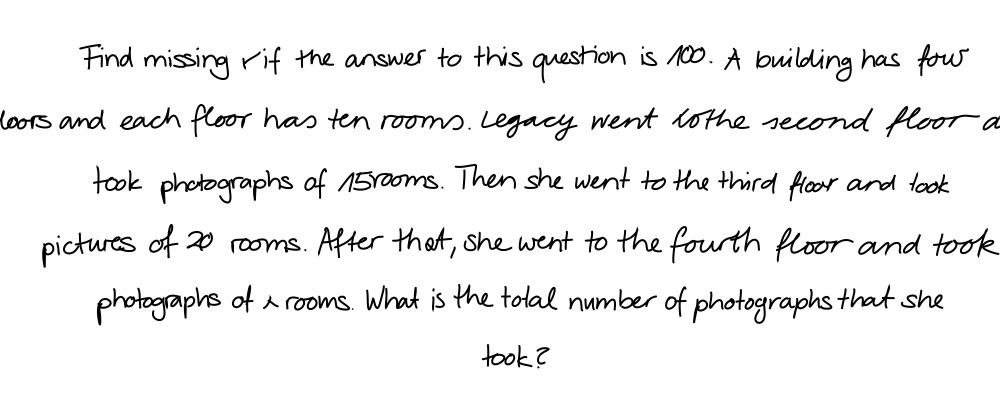 Find missing r if the answer to this question is 100. A building has four
loors and each floor has ten rooms. Legacy went to the second floor a
took photographs of 15 rooms. Then she went to the third floor and took
pictures of 20 rooms. After that, she went to the fourth floor and took
photographs of r rooms. What is the total number of photographs that she
took?